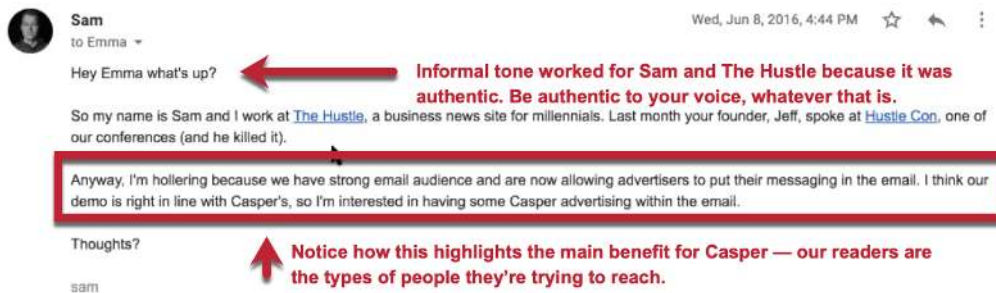 Sam
Wed, Jun 8, 2016, 4:44 PM
to Emma
Hey Emma what's up?
Informal tone worked for Sam and The Hustle because it was
authentic. Be authentic to your voice, whatever that is.
So my name is Sam and I work at The Hustle, a business news site for millennials. Last month your founder, Jeff, spoke at Hustle Con, one of
our conferences (and he killed it).
Anyway, I'm hollering because we have strong email audience and are now allowing advertisers to put their messaging in the email. I think our
demo is right in line with Casper's, so I'm interested in having some Casper advertising within the email.
Thoughts?
Notice how this highlights the main benefit for Casper — our readers are
the types of people they're trying to reach.
sam